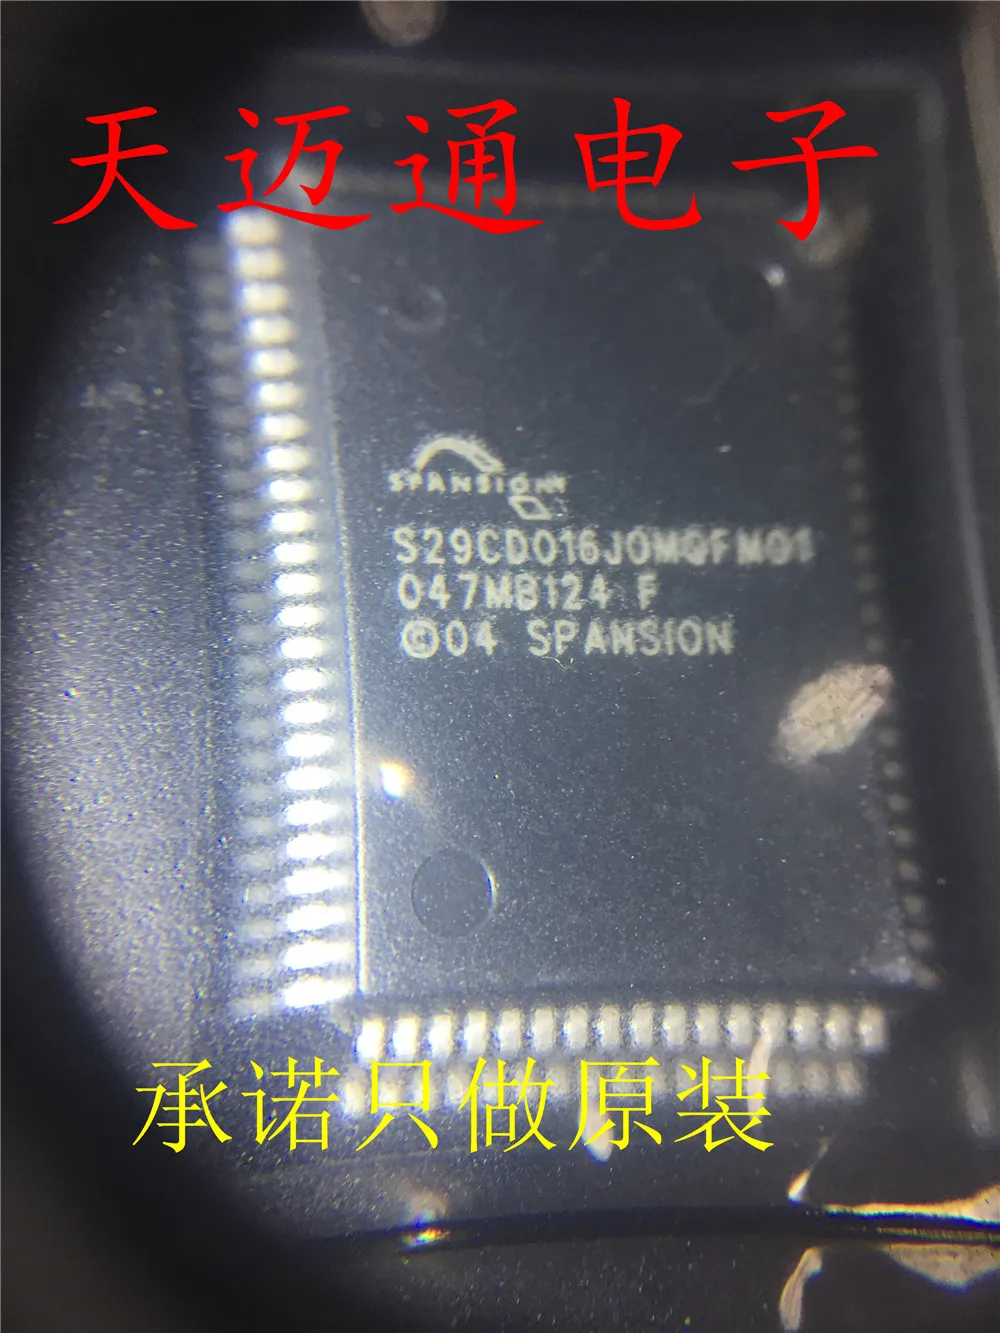 天迈通电子
SPANSION
S29CD016J0MQFM01
047MB124 F
©04 SPANSION
承诺只做原装